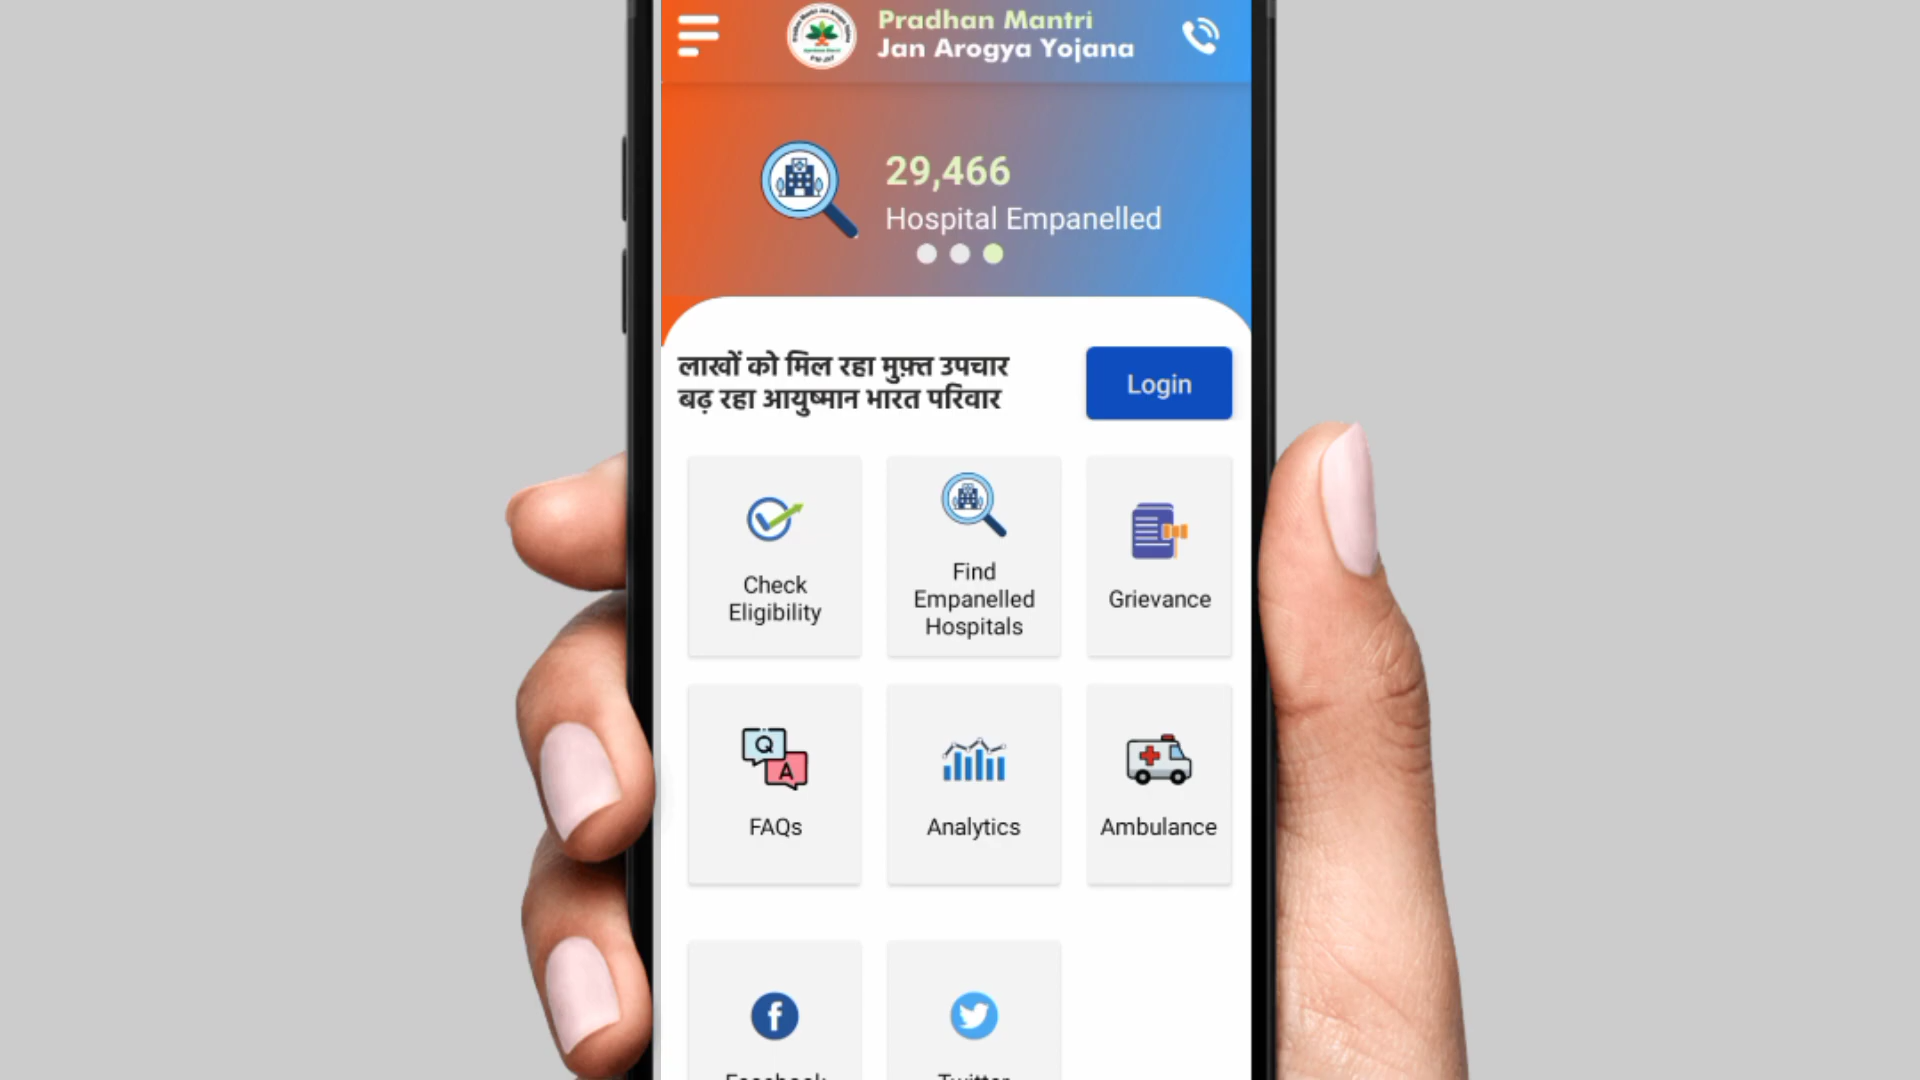 Pradhan Mantri
Jan Arogya Yojana
29,466
Hospital Empanelled
लाखों को मिल रहा मुफ़्त उपचार
बढ़ रहा आयुष्मान भारत परिवार
Login
Check
Eligibility
Find
Empanelled
Hospitals
Grievance
Q
A
FAQs
Analytics
Ambulance
Facebook
Twitter